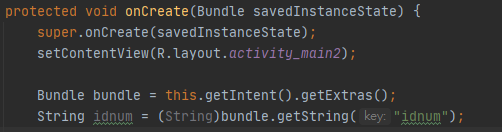 protected void onCreate(Bundle savedInstanceState) {
super.onCreate(savedInstanceState);
setContentView(R.layout.activity_main2);
Bundle bundle = this.getIntent().getExtras();
String idnum = (String)bundle.getString( key: "idnum");